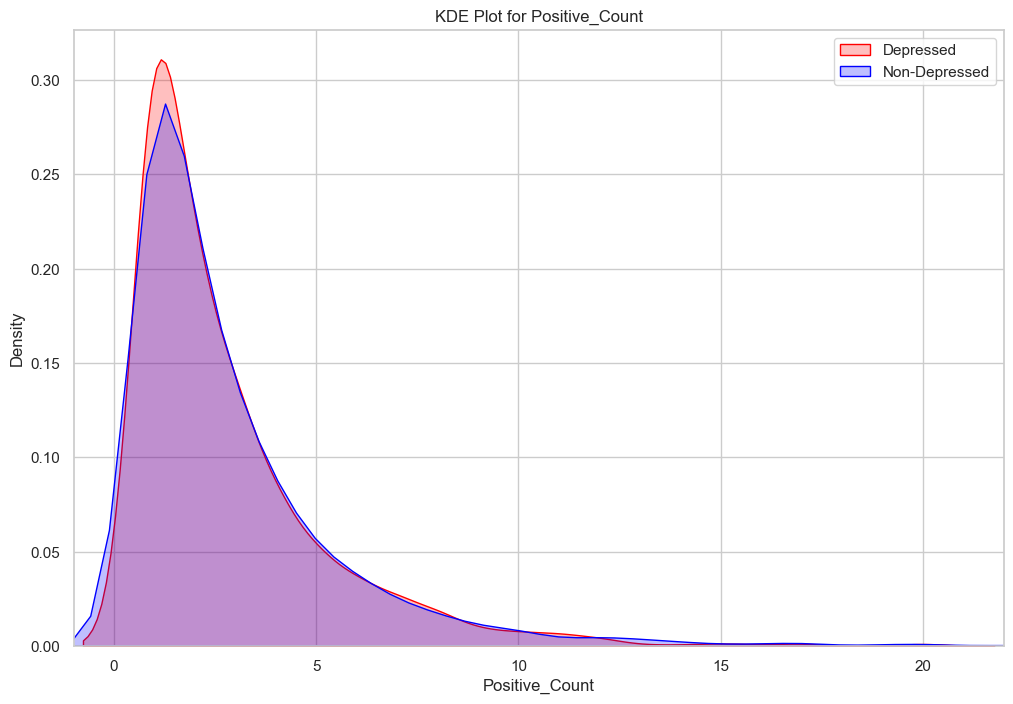 KDE Plot for Positive_Count
Depressed
Non-Depressed
0.30
0.25
0.20
0.15
0.10
0.05
0.00
Density
0 5 10 15 20
Positive_Count